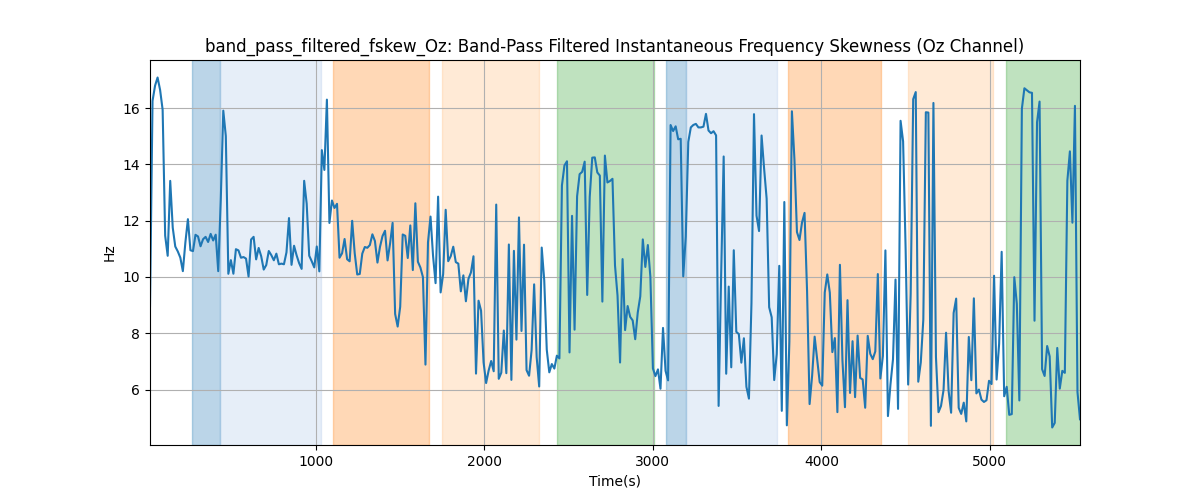 band_pass_filtered_fskew_Oz: Band-Pass Filtered Instantaneous Frequency Skewness (Oz Channel)
16
14
12
10
8
6
Hz
1000 2000 3000 4000 5000
Time(s)